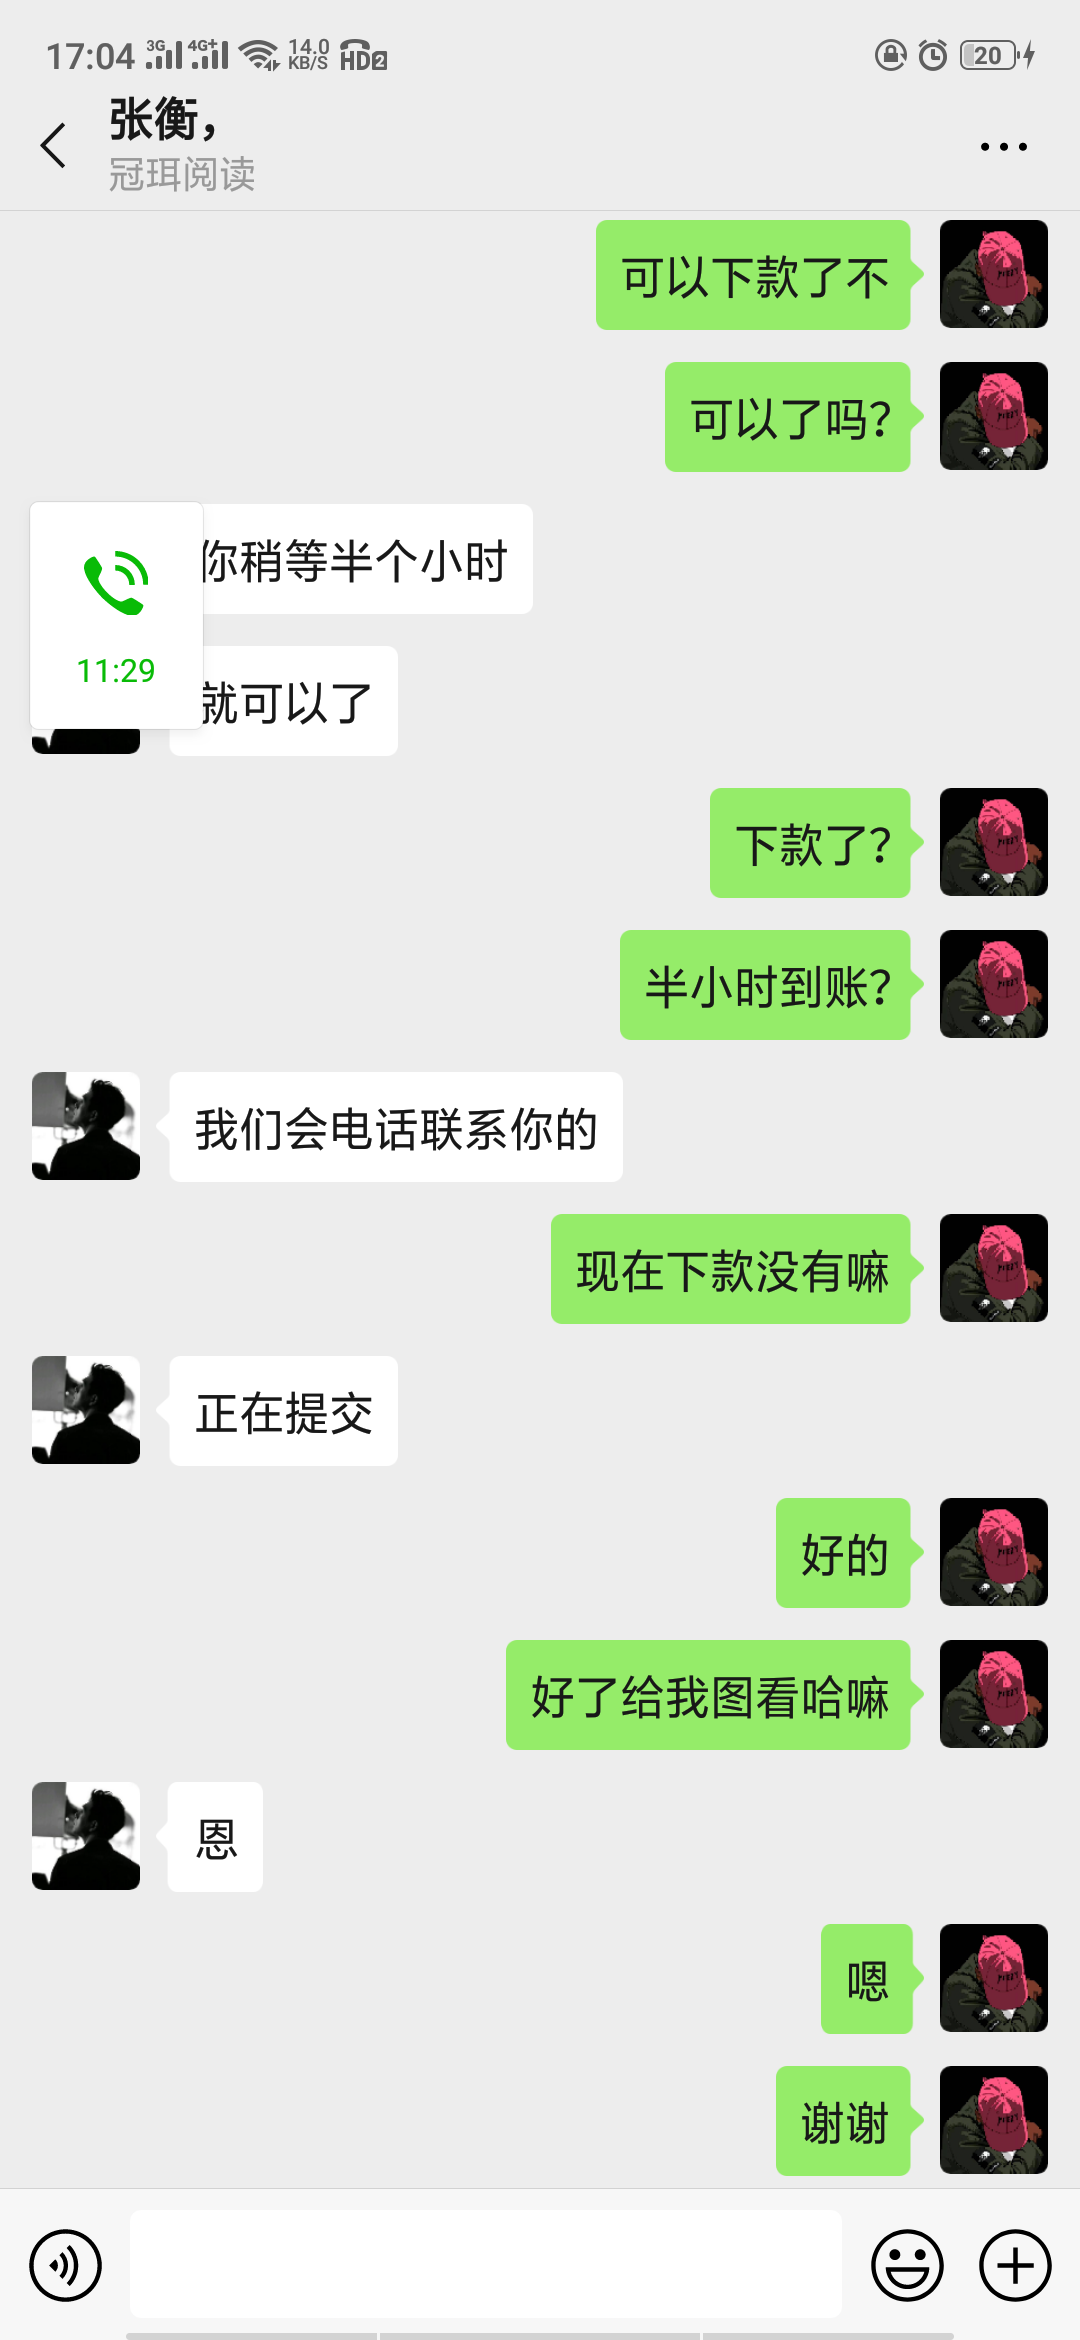 17:04 3G 4G+ 14.0 KB/S HD2 20
张衡,
冠珥阅读
可以下款了不
可以了吗?
你稍等半个小时
11:29
就可以了
下款了?
半小时到账?
我们会电话联系你的
现在下款没有嘛
正在提交
好的
好了给我图看哈嘛
恩
嗯
谢谢